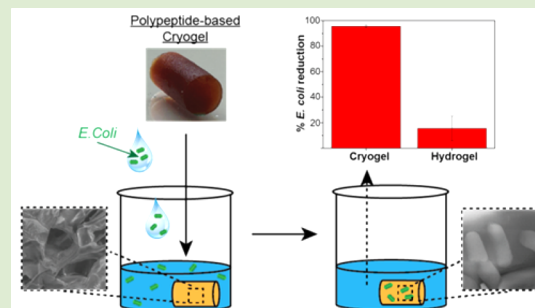 Polypeptide-based
Cryogel
E.Coli
% E. coli reduction
100
80
60
40
20
Cryogel
Hydrogel